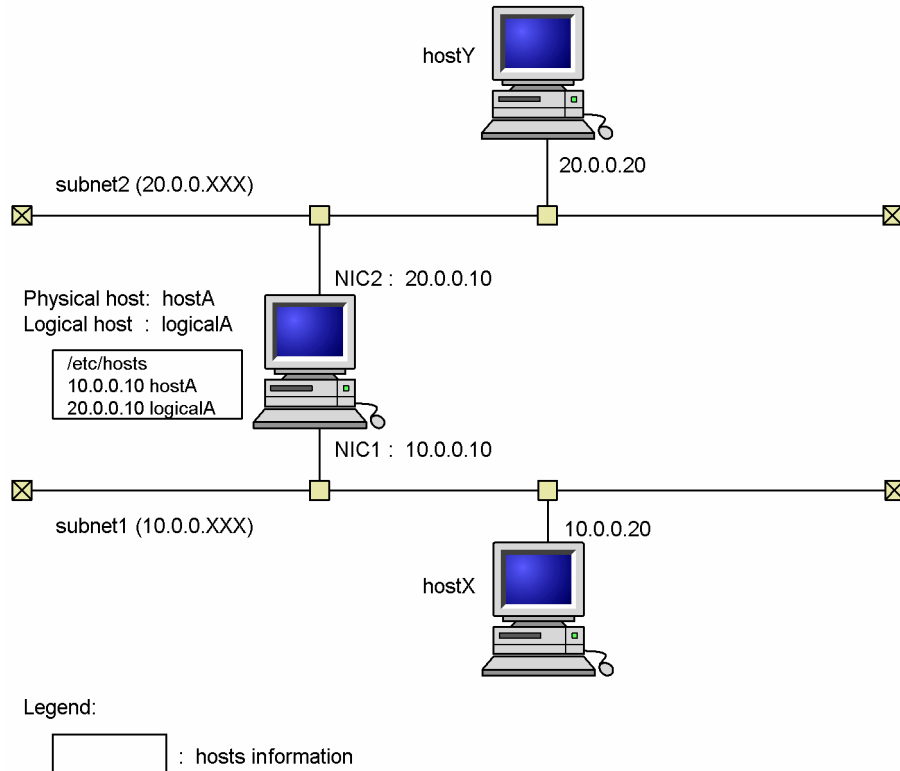 hostY
20.0.0.20
subnet2 (20.0.0.XXX)
NIC2 : 20.0.0.10
Physical host: hostA
Logical host : logicalA
/etc/hosts
10.0.0.10 hostA
20.0.0.10 logicalA
NIC1 : 10.0.0.10
subnet1 (10.0.0.XXX)
10.0.0.20
hostX
Legend:
: hosts information